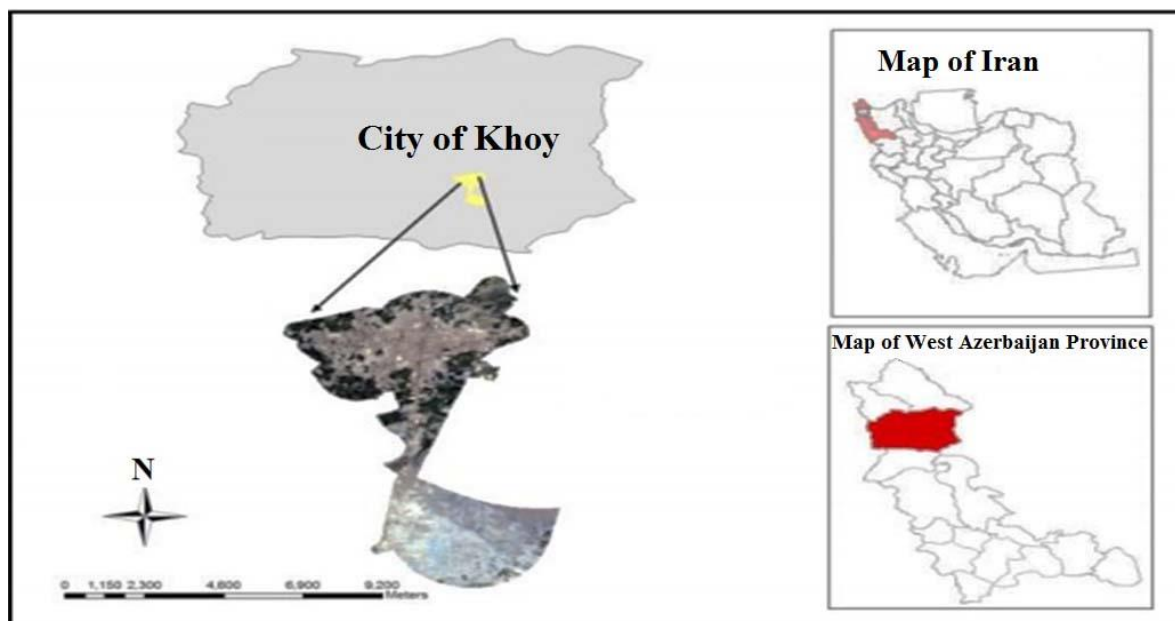 City of Khoy
Map of Iran
Map of West Azerbaijan Province
N
0 1,150 2,300 4,600 6,900 9,200
Meters